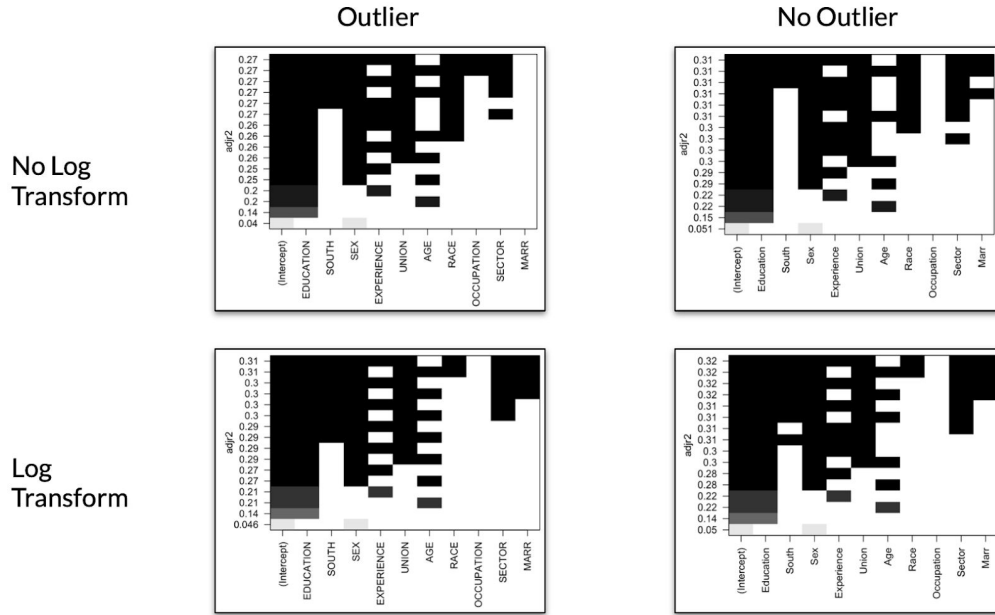 Outlier
No Outlier
No Log
Transform
adjr2
0.27
0.27
0.27
0.27
0.27
0.27
0.26
0.26
0.26
0.26
0.25
0.25
0.2
0.2
0.14
0.04
(Intercept)
EDUCATION
SOUTH
SEX
EXPERIENCE
UNION
AGE
RACE
OCCUPATION
SECTOR
MARR
adjr2
0.31
0.31
0.31
0.31
0.31
0.31
0.3
0.3
0.3
0.3
0.29
0.29
0.22
0.22
0.15
0.051
(Intercept)
Education
South
Sex
Experience
Union
Age
Race
Occupation
Sector
Marr
Log
Transform
adjr2
0.31
0.31
0.3
0.3
0.3
0.3
0.29
0.29
0.29
0.29
0.27
0.27
0.21
0.21
0.14
0.046
(Intercept)
EDUCATION
SOUTH
SEX
EXPERIENCE
UNION
AGE
RACE
OCCUPATION
SECTOR
MARR
adjr2
0.32
0.32
0.32
0.32
0.31
0.31
0.31
0.31
0.3
0.3
0.28
0.28
0.22
0.22
0.14
0.05
(Intercept)
Education
South
Sex
Experience
Union
Age
Race
Occupation
Sector
Marr